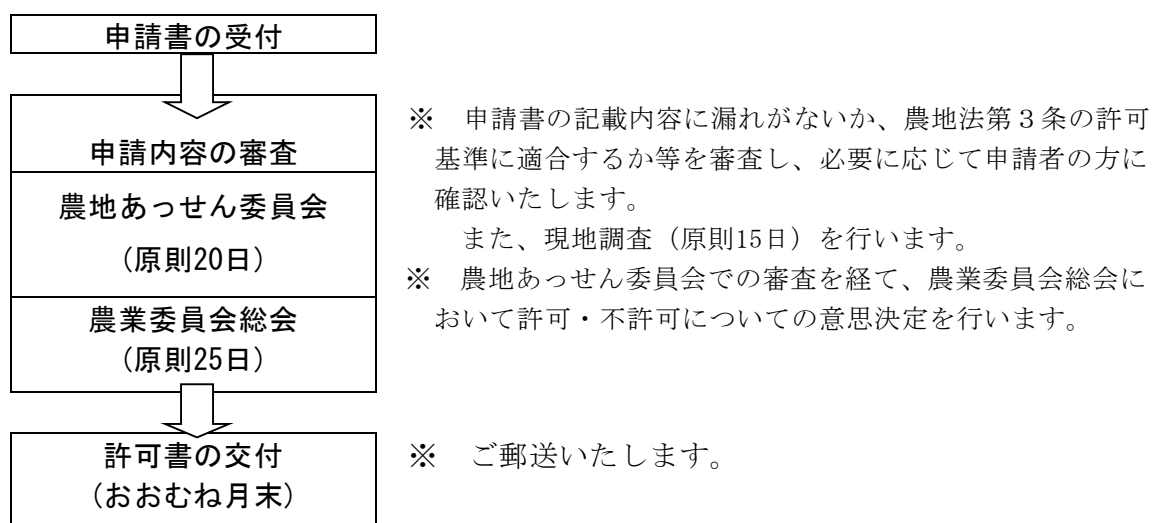 申請書の受付
申請内容の審査
農地あっせん委員会
（原則20日）
農業委員会総会
（原則25日）
許可書の交付
（おおむね月末）
※　申請書の記載内容に漏れがないか、農地法第３条の許可
基準に適合するか等を審査し、必要に応じて申請者の方に
確認いたします。
また、現地調査（原則15日）を行います。
※　農地あっせん委員会での審査を経て、農業委員会総会に
おいて許可・不許可についての意思決定を行います。
※　ご郵送いたします。